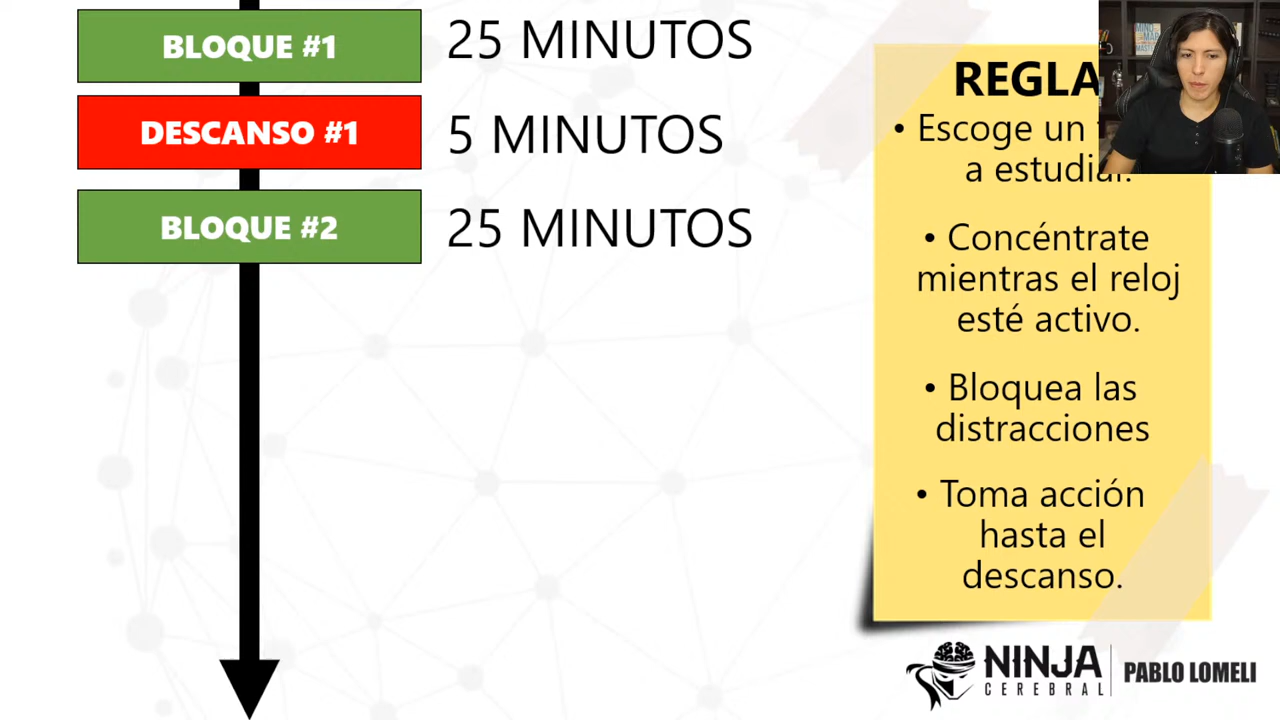 BLOQUE #1
25 MINUTOS
DESCANSO #1
5 MINUTOS
BLOQUE #2
25 MINUTOS
REGLA
• Escoge un
a estudiar.
• Concéntrate
mientras el reloj
esté activo.
• Bloquea las
distracciones
• Toma acción
hasta el
descanso.
NINJA
CEREBRAL
PABLO LOMELI